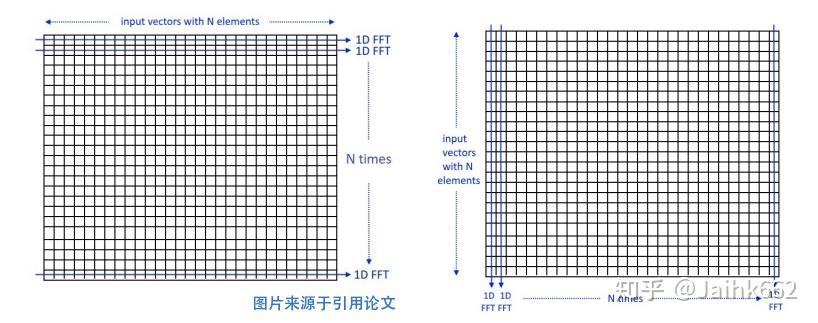 input vectors with N elements
1D FFT
1D FFT
N times
1D FFT
图片来源于引用论文
input
vectors
with N
elements
1D
FFT
1D
FFT
N times
1D
FFT
知乎 @Jaihk662